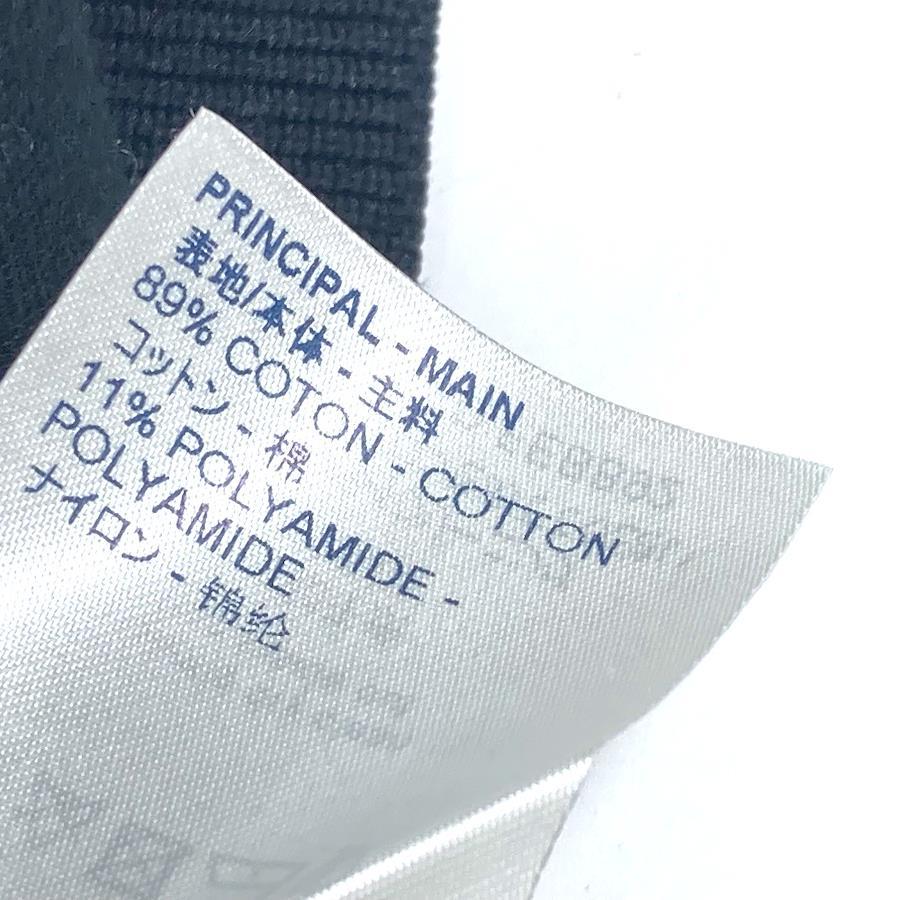 PRINCIPAL - MAIN
表地/本体 - 主料
89% COTON - COTTON
コットン - 棉
11% POLYAMIDE -
POLYAMIDE
ナイロン - 锦纶